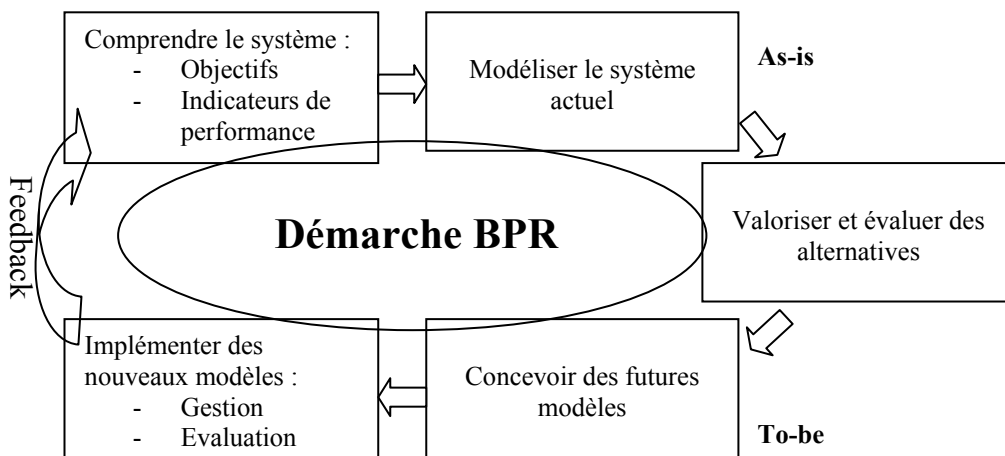 Comprendre le système :
- Objectifs
- Indicateurs de
performance
Modéliser le système
actuel
As-is
Valoriser et évaluer des
alternatives
Démarche BPR
Feedback
Implémenter des
nouveaux modèles :
- Gestion
- Evaluation
Concevoir des futures
modèles
To-be